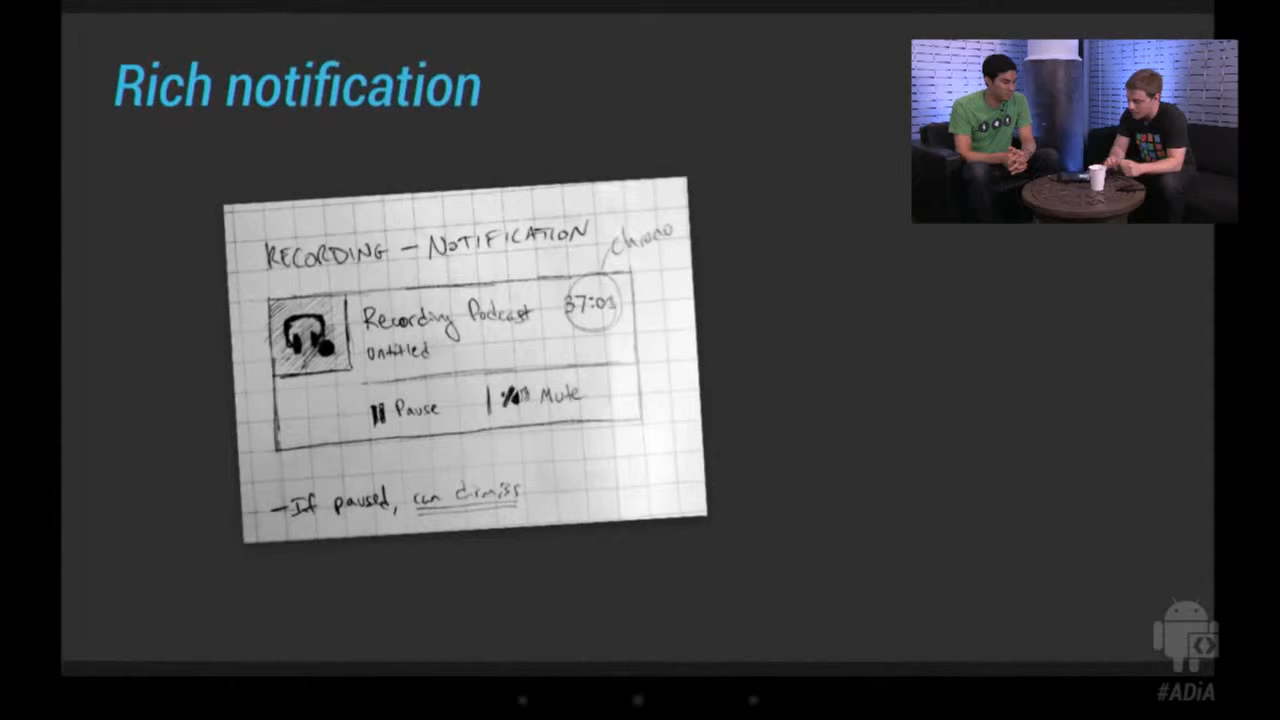 Rich notification
RECORDING – NOTIFICATION
chrono
Recording Podcast
37:01
Untitled
Pause
Mute
– If paused, can dismiss
#ADiA